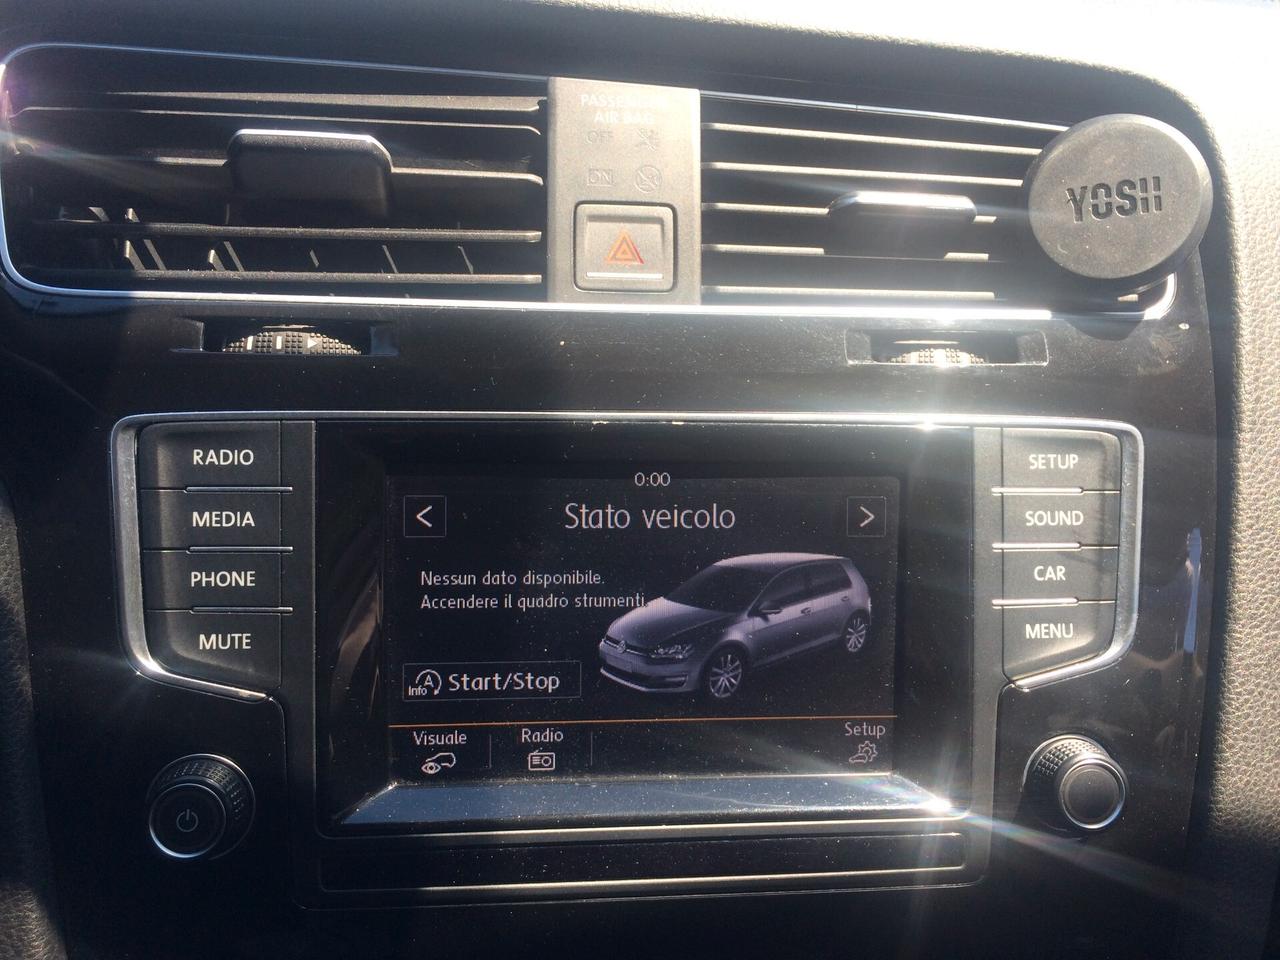 PASSENGER
AIR BAG
OFF
ON
YOSH
RADIO
MEDIA
PHONE
MUTE
SETUP
SOUND
CAR
MENU
0:00
< Stato veicolo >
Nessun dato disponibile.
Accendere il quadro strumenti.
A
Info Start/Stop
Visuale
Radio
Setup